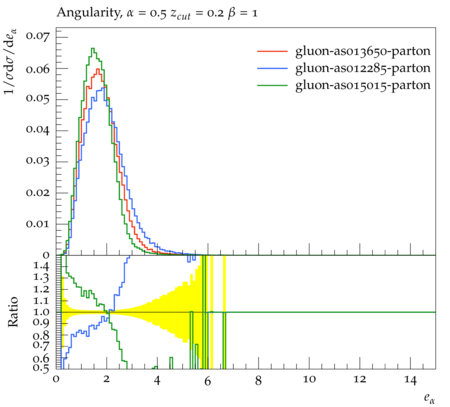 Angularity, α = 0.5 z_cut = 0.2 β = 1
1/σ dσ/de_α
0.07
0.06
0.05
0.04
0.03
0.02
0.01
0
gluon-as013650-parton
gluon-as012285-parton
gluon-as015015-parton
Ratio
1.4
1.3
1.2
1.1
1.0
0.9
0.8
0.7
0.6
0.5
0 2 4 6 8 10 12 14
e_α